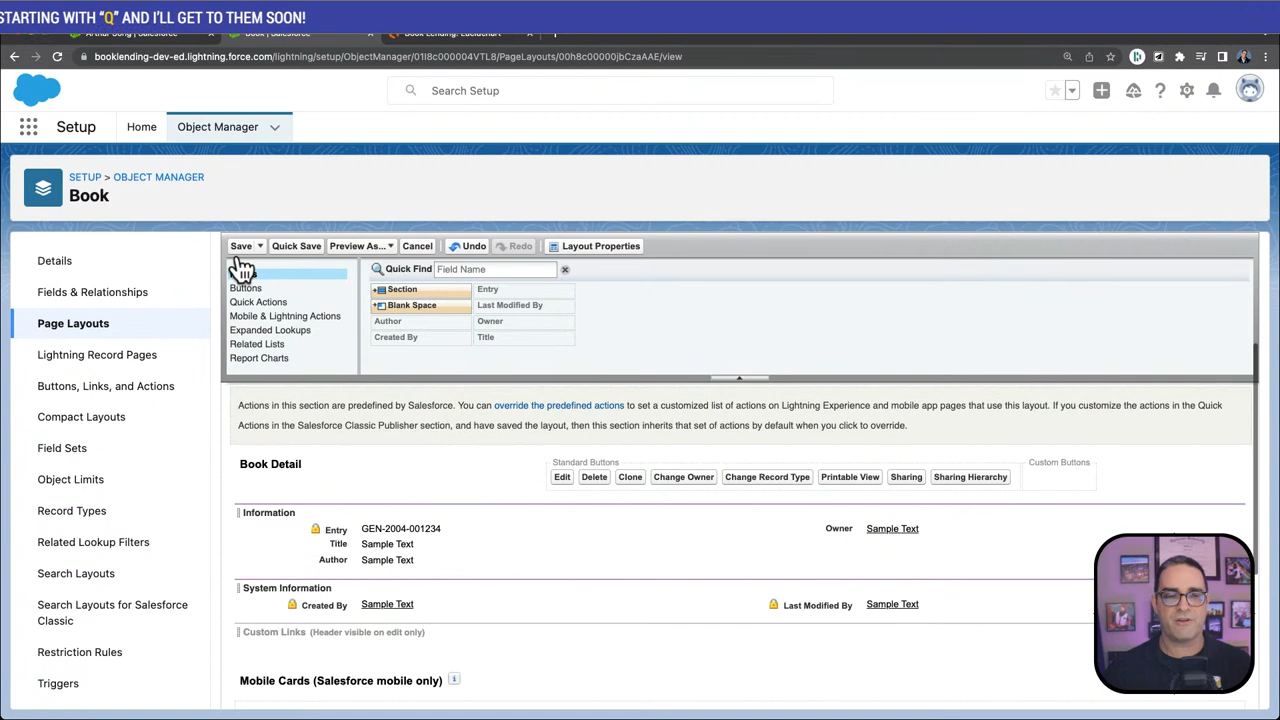 STARTING WITH “Q” AND I’LL GET TO THEM SOON!
booklending-dev-ed.lightning.force.com/lightning/setup/ObjectManager/01I8c000004VTL8/PageLayouts/00h8c00000jbCzaAAE/view
Search Setup
Setup
Home
Object Manager
SETUP > OBJECT MANAGER
Book
Details
Fields & Relationships
Page Layouts
Lightning Record Pages
Buttons, Links, and Actions
Compact Layouts
Field Sets
Object Limits
Record Types
Related Lookup Filters
Search Layouts
Search Layouts for Salesforce
Classic
Restriction Rules
Triggers
Save Quick Save Preview As... Cancel Undo Redo Layout Properties
Buttons
Quick Actions
Mobile & Lightning Actions
Expanded Lookups
Related Lists
Report Charts
Quick Find Field Name
Section Entry
Blank Space Last Modified By
Author Owner
Created By Title
Actions in this section are predefined by Salesforce. You can override the predefined actions to set a customized list of actions on Lightning Experience and mobile app pages that use this layout. If you customize the actions in the Quick
Actions in the Salesforce Classic Publisher section, and have saved the layout, then this section inherits that set of actions by default when you click to override.
Book Detail
Standard Buttons
Edit Delete Clone Change Owner Change Record Type Printable View Sharing Sharing Hierarchy
Custom Buttons
Information
Entry GEN-2004-001234 Owner Sample Text
Title Sample Text
Author Sample Text
System Information
Created By Sample Text Last Modified By Sample Text
Custom Links (Header visible on edit only)
Mobile Cards (Salesforce mobile only)